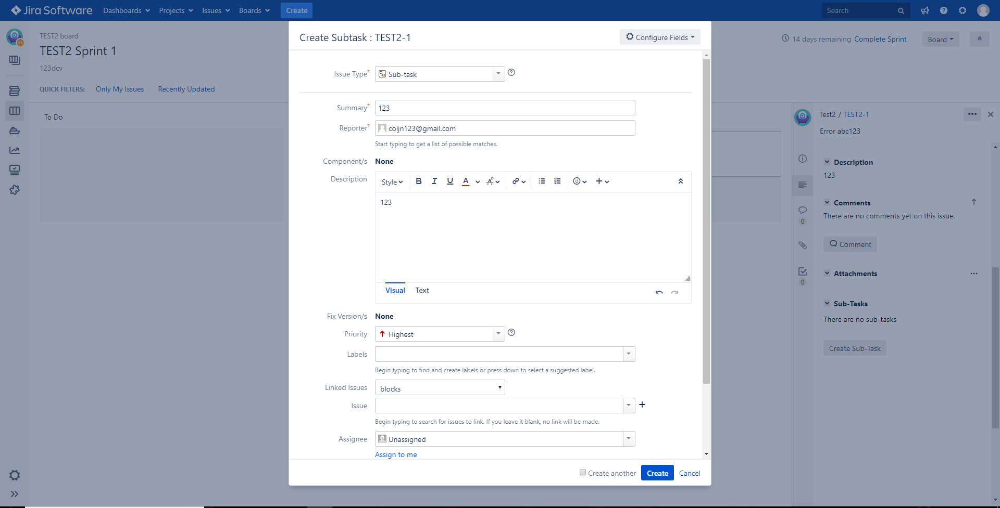 Jira Software Dashboards Projects Issues Boards Create Search
TEST2 board
TEST2 Sprint 1
123dcv
14 days remaining Complete Sprint Board
QUICK FILTERS: Only My Issues Recently Updated
To Do
Create Subtask : TEST2-1 Configure Fields
Issue Type* Sub-task
Summary* 123
Reporter* coljn123@gmail.com
Start typing to get a list of possible matches.
Component/s None
Description Style B I U A
123
Visual Text
Fix Version/s None
Priority Highest
Labels
Begin typing to find and create labels or press down to select a suggested label.
Linked Issues blocks
Issue
Begin typing to search for issues to link. If you leave it blank, no link will be made.
Assignee Unassigned
Assign to me
Create another Create Cancel
Test2 / TEST2-1
Error abc123
Description
123
Comments
There are no comments yet on this issue.
0
Comment
Attachments
0
Sub-Tasks
There are no sub-tasks
Create Sub-Task